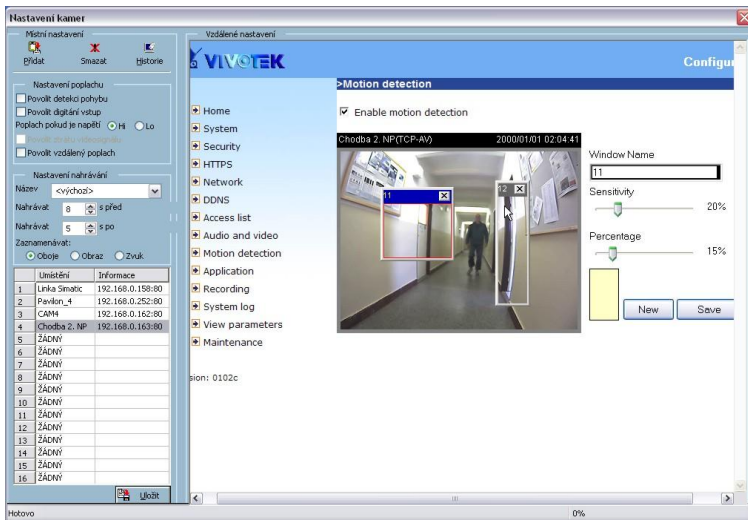 Nastavení kamer
Místní nastavení
Přidat Smazat Historie
Nastavení poplachu
Povolit detekci pohybu
Povolit digitání vstup
Poplach pokud je napětí Hi Lo
Povolit vzdálený poplach
Nastavení nahrávání
Název <výchozí>
Nahrávat 8 s před
Nahrávat 5 s po
Zaznamenávat:
Oboje Obraz Zvuk
Umístění Informace
1 Linka Simatic 192.168.0.158:80
2 Pavilon_4 192.168.0.252:80
3 CAM4 192.168.0.162:80
4 Chodba 2. NP 192.168.0.163:80
5 ŽÁDNÝ
6 ŽÁDNÝ
7 ŽÁDNÝ
8 ŽÁDNÝ
9 ŽÁDNÝ
10 ŽÁDNÝ
11 ŽÁDNÝ
12 ŽÁDNÝ
13 ŽÁDNÝ
14 ŽÁDNÝ
15 ŽÁDNÝ
16 ŽÁDNÝ
Uložit
Hotovo
Vzdálené nastavení
VIVOTEK
Configu
>Motion detection
Home
System
Security
HTTPS
Network
DDNS
Access list
Audio and video
Motion detection
Application
Recording
System log
View parameters
Maintenance
sion: 0102c
Enable motion detection
Chodba 2. NP(TCP-AV) 2000/01/01 02:04:41
11
12
Window Name
11
Sensitivity
20%
Percentage
15%
New Save
0%